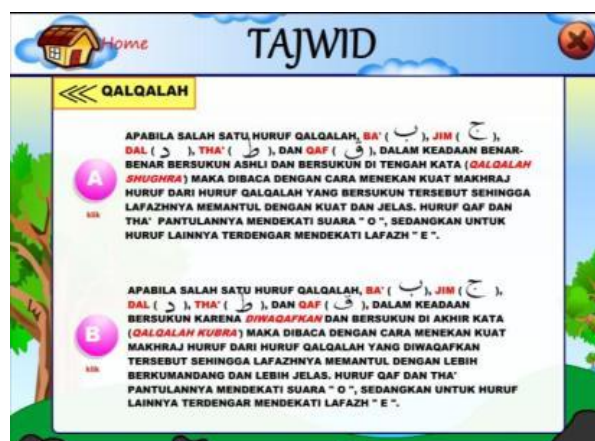 Home
TAJWID
QALQALAH
APABILA SALAH SATU HURUF QALQALAH, BA' ( ب ), JIM ( ج ),
DAL ( د ), THA' ( ط ), DAN QAF ( ق ), DALAM KEADAAN BENAR-
BENAR BERSUKUN ASHLI DAN BERSUKUN DI TENGAH KATA (QALQALAH
SHUGHRA) MAKA DIBACA DENGAN CARA MENEKAN KUAT MAKHRAJ
HURUF DARI HURUF QALQALAH YANG BERSUKUN TERSEBUT SEHINGGA
LAFAZHNYA MEMANTUL DENGAN KUAT DAN JELAS. HURUF QAF DAN
THA' PANTULANNYA MENDEKATI SUARA " O ", SEDANGKAN UNTUK
HURUF LAINNYA TERDENGAR MENDEKATI LAFAZH " E ".
A
klik
APABILA SALAH SATU HURUF QALQALAH, BA' ( ب ), JIM ( ج ),
DAL ( د ), THA' ( ط ), DAN QAF ( ق ), DALAM KEADAAN
BERSUKUN KARENA DIWAQAFKAN DAN BERSUKUN DI AKHIR KATA
(QALQALAH KUBRA) MAKA DIBACA DENGAN CARA MENEKAN KUAT
MAKHRAJ HURUF DARI HURUF QALQALAH YANG DIWAQAFKAN
TERSEBUT SEHINGGA LAFAZHNYA MEMANTUL DENGAN LEBIH
BERKUMANDANG DAN LEBIH JELAS. HURUF QAF DAN THA'
PANTULANNYA MENDEKATI SUARA " O ", SEDANGKAN UNTUK HURUF
LAINNYA TERDENGAR MENDEKATI LAFAZH " E ".
B
klik